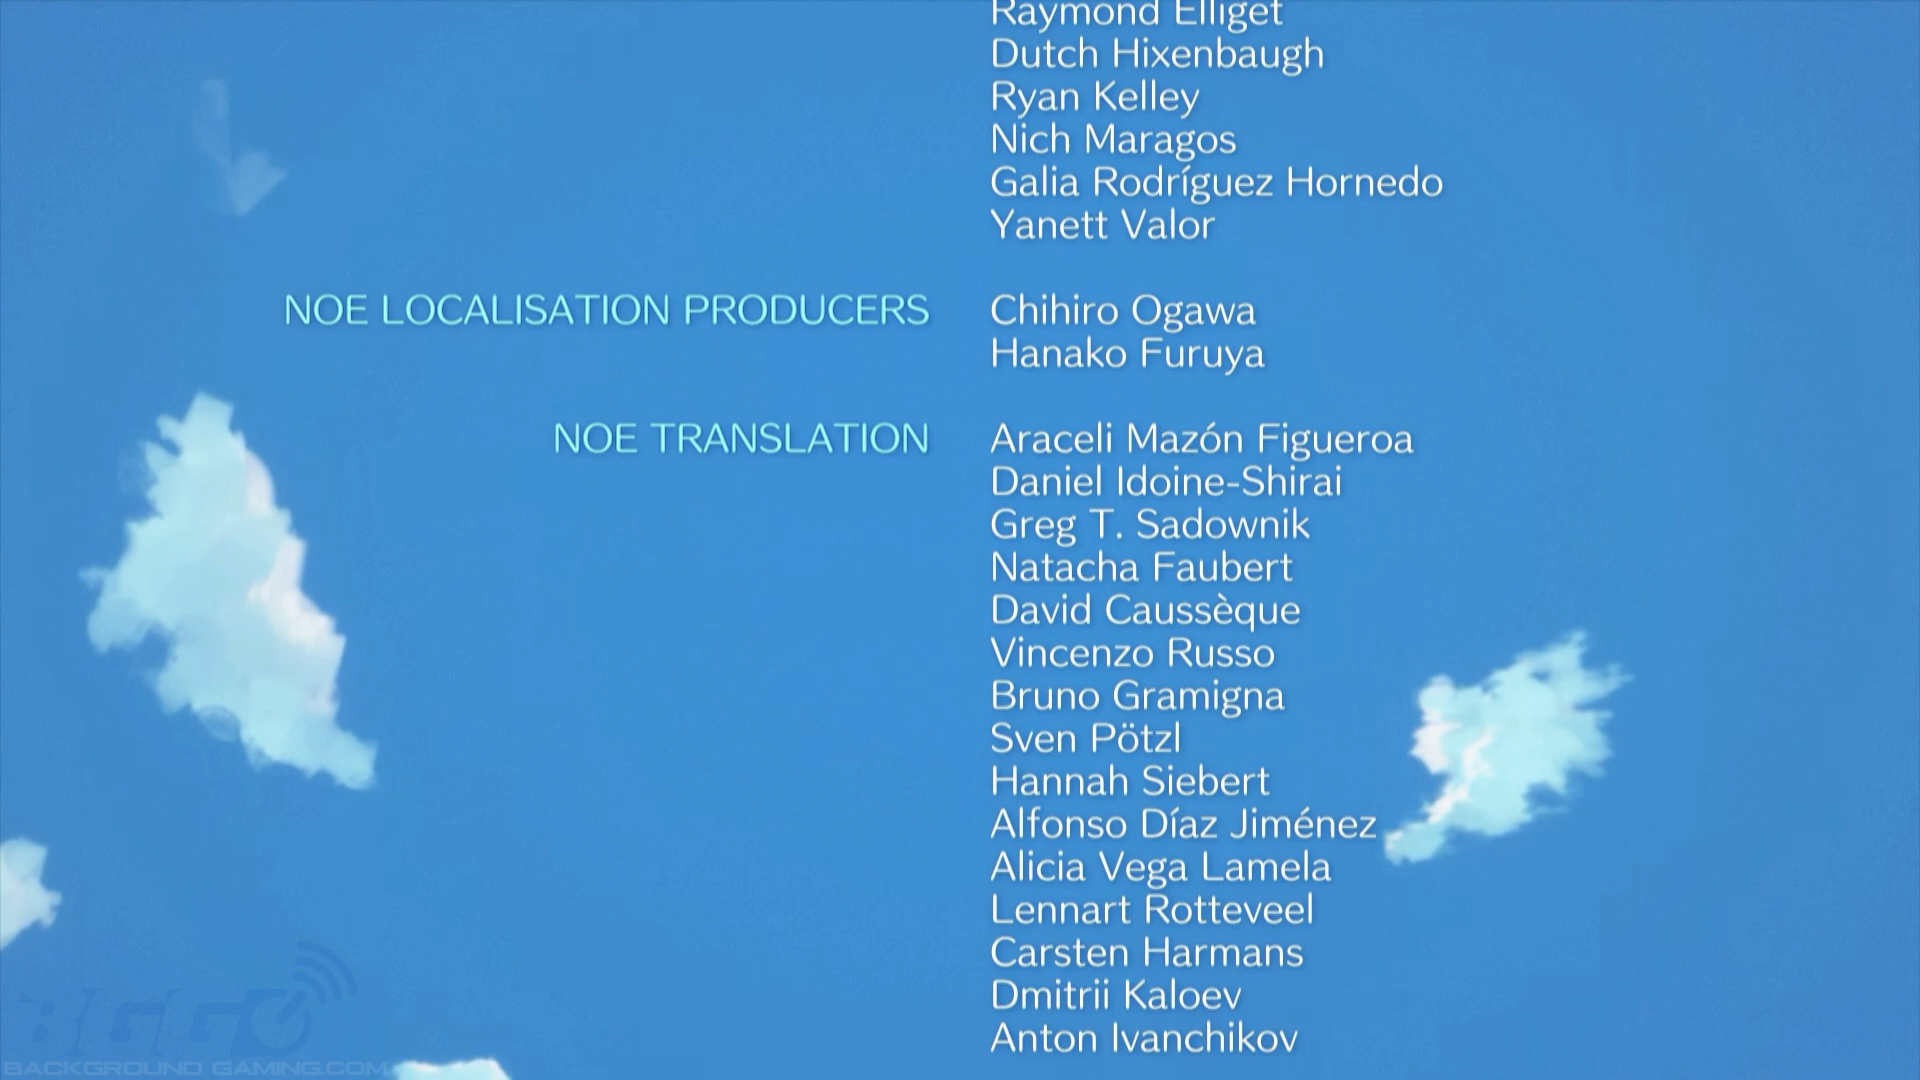 Raymond Elliget
Dutch Hixenbaugh
Ryan Kelley
Nich Maragos
Galia Rodríguez Hornedo
Yanett Valor
NOE LOCALISATION PRODUCERS Chihiro Ogawa
Hanako Furuya
NOE TRANSLATION Araceli Mazón Figueroa
Daniel Idoine-Shirai
Greg T. Sadownik
Natacha Faubert
David Caussèque
Vincenzo Russo
Bruno Gramigna
Sven Pötzl
Hannah Siebert
Alfonso Díaz Jiménez
Alicia Vega Lamela
Lennart Rotteveel
Carsten Harmans
Dmitrii Kaloev
Anton Ivanchikov
BGGO
BACKGROUND GAMING.COM